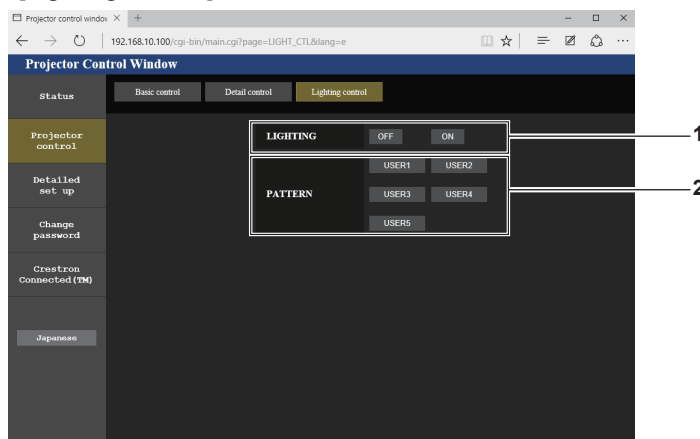 Projector control window
192.168.10.100/cgi-bin/main.cgi?page=LIGHT_CTL&lang=e
Projector Control Window
Status
Basic control
Detail control
Lighting control
Projector
control
LIGHTING
OFF
ON
1
PATTERN
USER1
USER2
USER3
USER4
USER5
2
Detailed
set up
Change
password
Crestron
Connected(TM)
Japanese